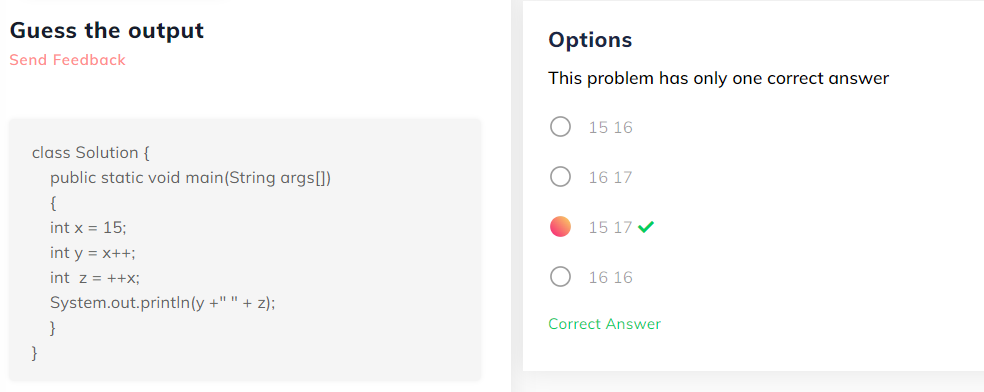 Guess the output
Send Feedback
class Solution {
public static void main(String args[])
{
int x = 15;
int y = x++;
int  z = ++x;
System.out.println(y +" " + z);
}
}
Options
This problem has only one correct answer
15 16
16 17
15 17
16 16
Correct Answer